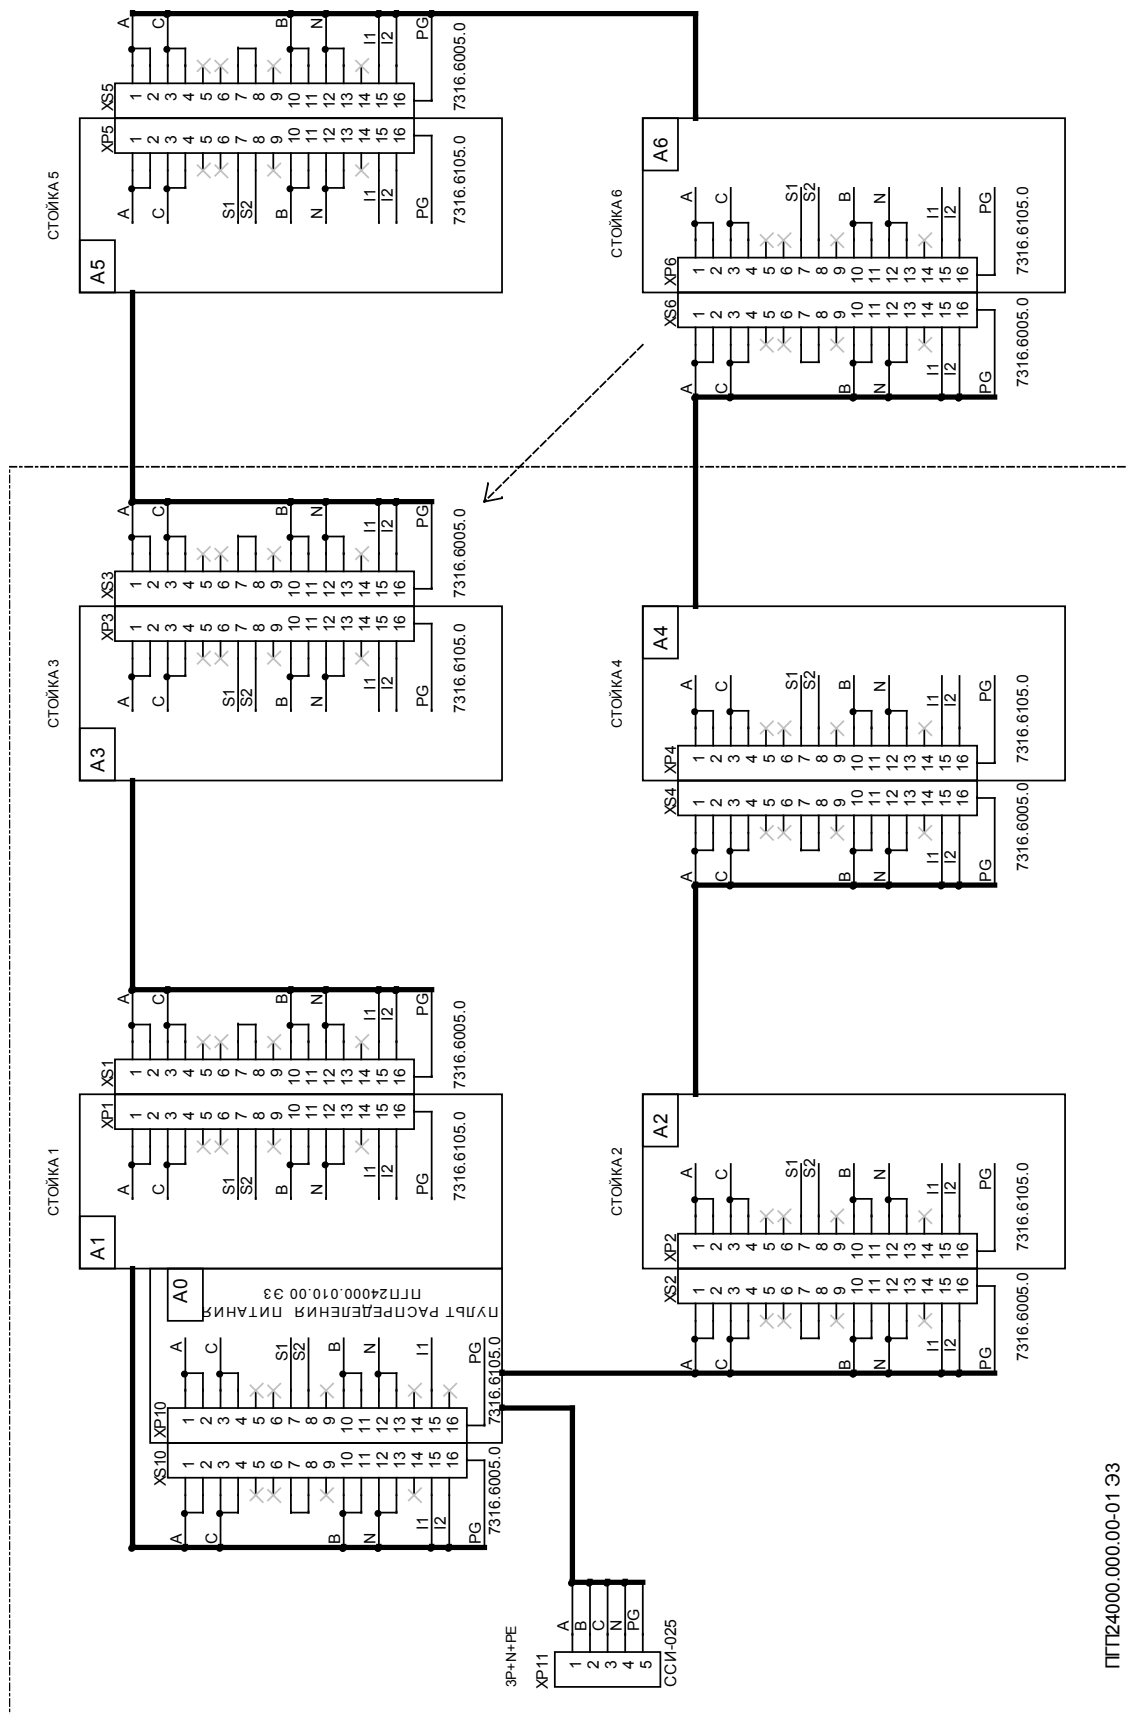 3P+N+PE
XP11
1 2 3 4 5
A
B
C
N
PG
ССИ-025
XS10
1 2 3 4 5 6 7 8 9 10 11 12 13 14 15 16
A
C
B
N
I1
I2
PG
7316.6005.0
XP10
1 2 3 4 5 6 7 8 9 10 11 12 13 14 15 16
A
C
S1
S2
B
N
I1
PG
7316.6105.0
A0
ПУЛЬТ РАСПРЕДЕЛЕНИЯ ПИТАНИЯ
ПГП24000.010.00 ЭЗ
СТОЙКА 1
A1
A
C
S1
S2
B
N
I1
I2
PG
XP1
1 2 3 4 5 6 7 8 9 10 11 12 13 14 15 16
7316.6105.0
XS1
1 2 3 4 5 6 7 8 9 10 11 12 13 14 15 16
A
C
B
N
I1
I2
PG
7316.6005.0
СТОЙКА 3
A3
A
C
S1
S2
B
N
I1
I2
PG
XP3
1 2 3 4 5 6 7 8 9 10 11 12 13 14 15 16
7316.6105.0
XS3
1 2 3 4 5 6 7 8 9 10 11 12 13 14 15 16
A
C
B
N
I1
I2
PG
7316.6005.0
СТОЙКА 5
A5
A
C
S1
S2
B
N
I1
I2
PG
XP5
1 2 3 4 5 6 7 8 9 10 11 12 13 14 15 16
7316.6105.0
XS5
1 2 3 4 5 6 7 8 9 10 11 12 13 14 15 16
A
C
B
N
I1
I2
PG
7316.6005.0
СТОЙКА 2
A
C
B
N
I1
I2
PG
XS2
1 2 3 4 5 6 7 8 9 10 11 12 13 14 15 16
7316.6005.0
XP2
1 2 3 4 5 6 7 8 9 10 11 12 13 14 15 16
A
C
S1
S2
B
N
I1
I2
PG
7316.6105.0
A2
СТОЙКА 4
A
C
B
N
I1
I2
PG
XS4
1 2 3 4 5 6 7 8 9 10 11 12 13 14 15 16
7316.6005.0
XP4
1 2 3 4 5 6 7 8 9 10 11 12 13 14 15 16
A
C
S1
S2
B
N
I1
I2
PG
7316.6105.0
A4
СТОЙКА 6
A
C
B
N
I1
I2
PG
XS6
1 2 3 4 5 6 7 8 9 10 11 12 13 14 15 16
7316.6005.0
XP6
1 2 3 4 5 6 7 8 9 10 11 12 13 14 15 16
A
C
S1
S2
B
N
I1
I2
PG
7316.6105.0
A6
ПГП24000.000.00-01 ЭЗ